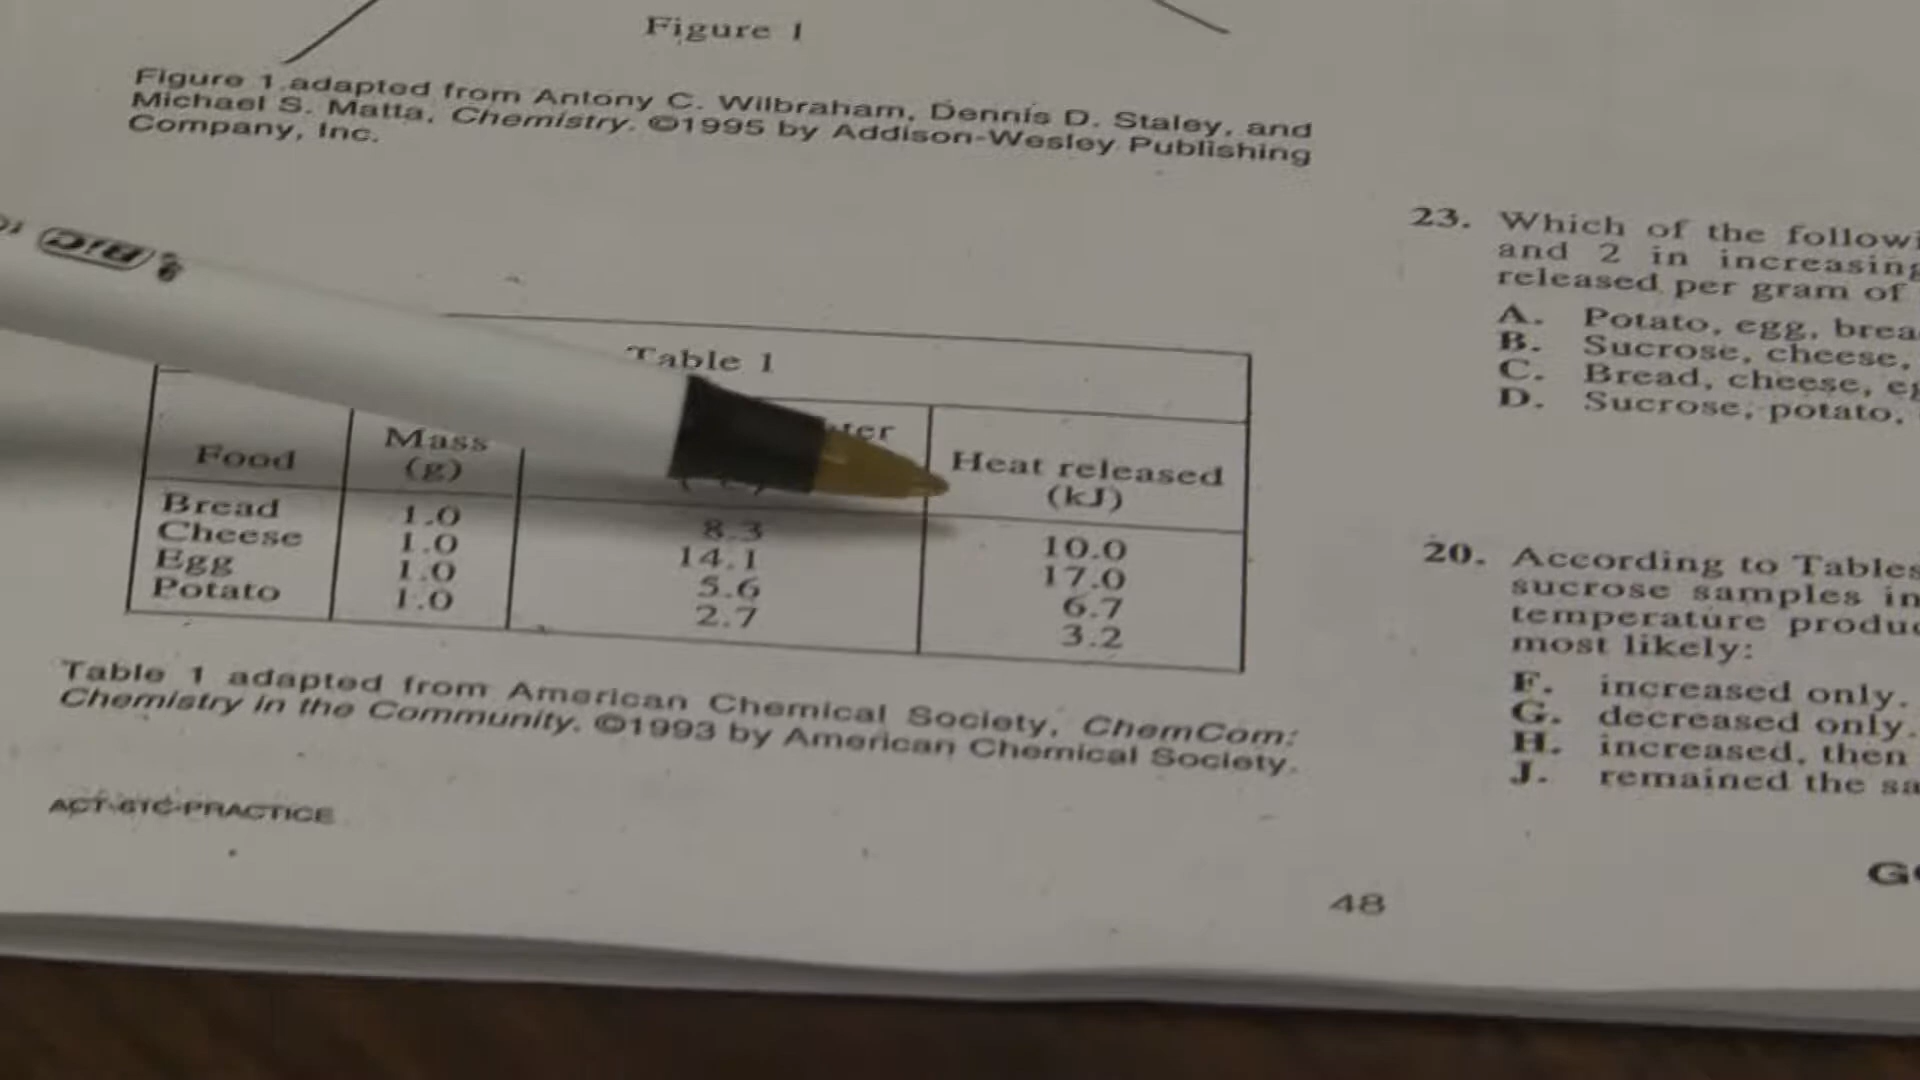 Figure 1
Figure 1 adapted from Antony C. Wilbraham, Dennis D. Staley, and
Michael S. Matta, Chemistry. ©1995 by Addison-Wesley Publishing
Company, Inc.
BIC
Table 1
Food
Mass
(g)
Heat released
(kJ)
Bread 1.0 8.3 10.0
Cheese 1.0 14.1 17.0
Egg 1.0 5.6 6.7
Potato 1.0 2.7 3.2
Table 1 adapted from American Chemical Society, ChemCom:
Chemistry in the Community. ©1993 by American Chemical Society.
ACT-61C-PRACTICE
48
23. Which of the
and 2 in
released per gram of
A. Potato, egg,
B. Sucrose, cheese,
C. Bread, cheese,
D. Sucrose, potato,
20. According to Tables
sucrose samples in
temperature
most likely:
F. increased only.
G. decreased only.
H. increased, then
J. remained the